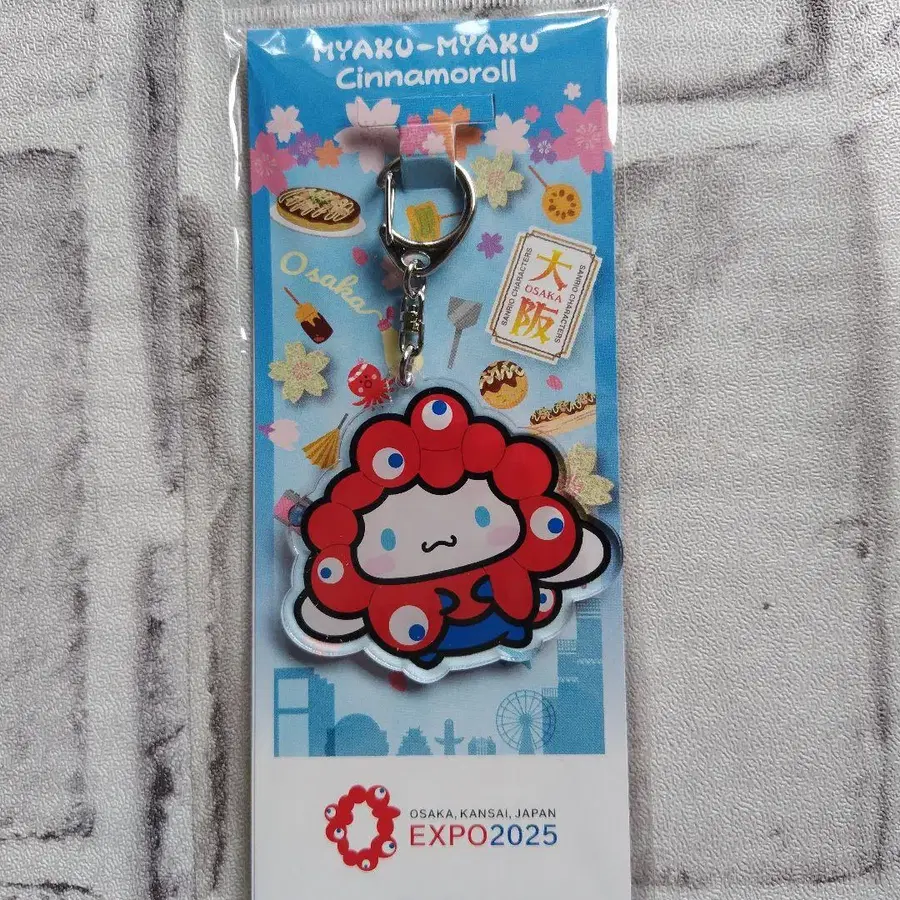 MYAKU-MYAKU
Cinnamoroll
Osaka
SANRIO CHARACTERS
大
OSAKA
阪
SANRIO CHARACTERS
OSAKA, KANSAI, JAPAN
EXPO2025